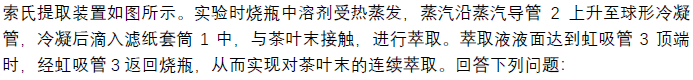 索氏提取装置如图所示。实验时烧瓶中溶剂受热蒸发，蒸汽沿蒸汽导管 2 上升至球形冷凝
管，冷凝后滴入滤纸套筒 1 中，与茶叶末接触，进行萃取。萃取液液面达到虹吸管 3 顶端
时，经虹吸管3返回烧瓶，从而实现对茶叶末的连续萃取。回答下列问题: